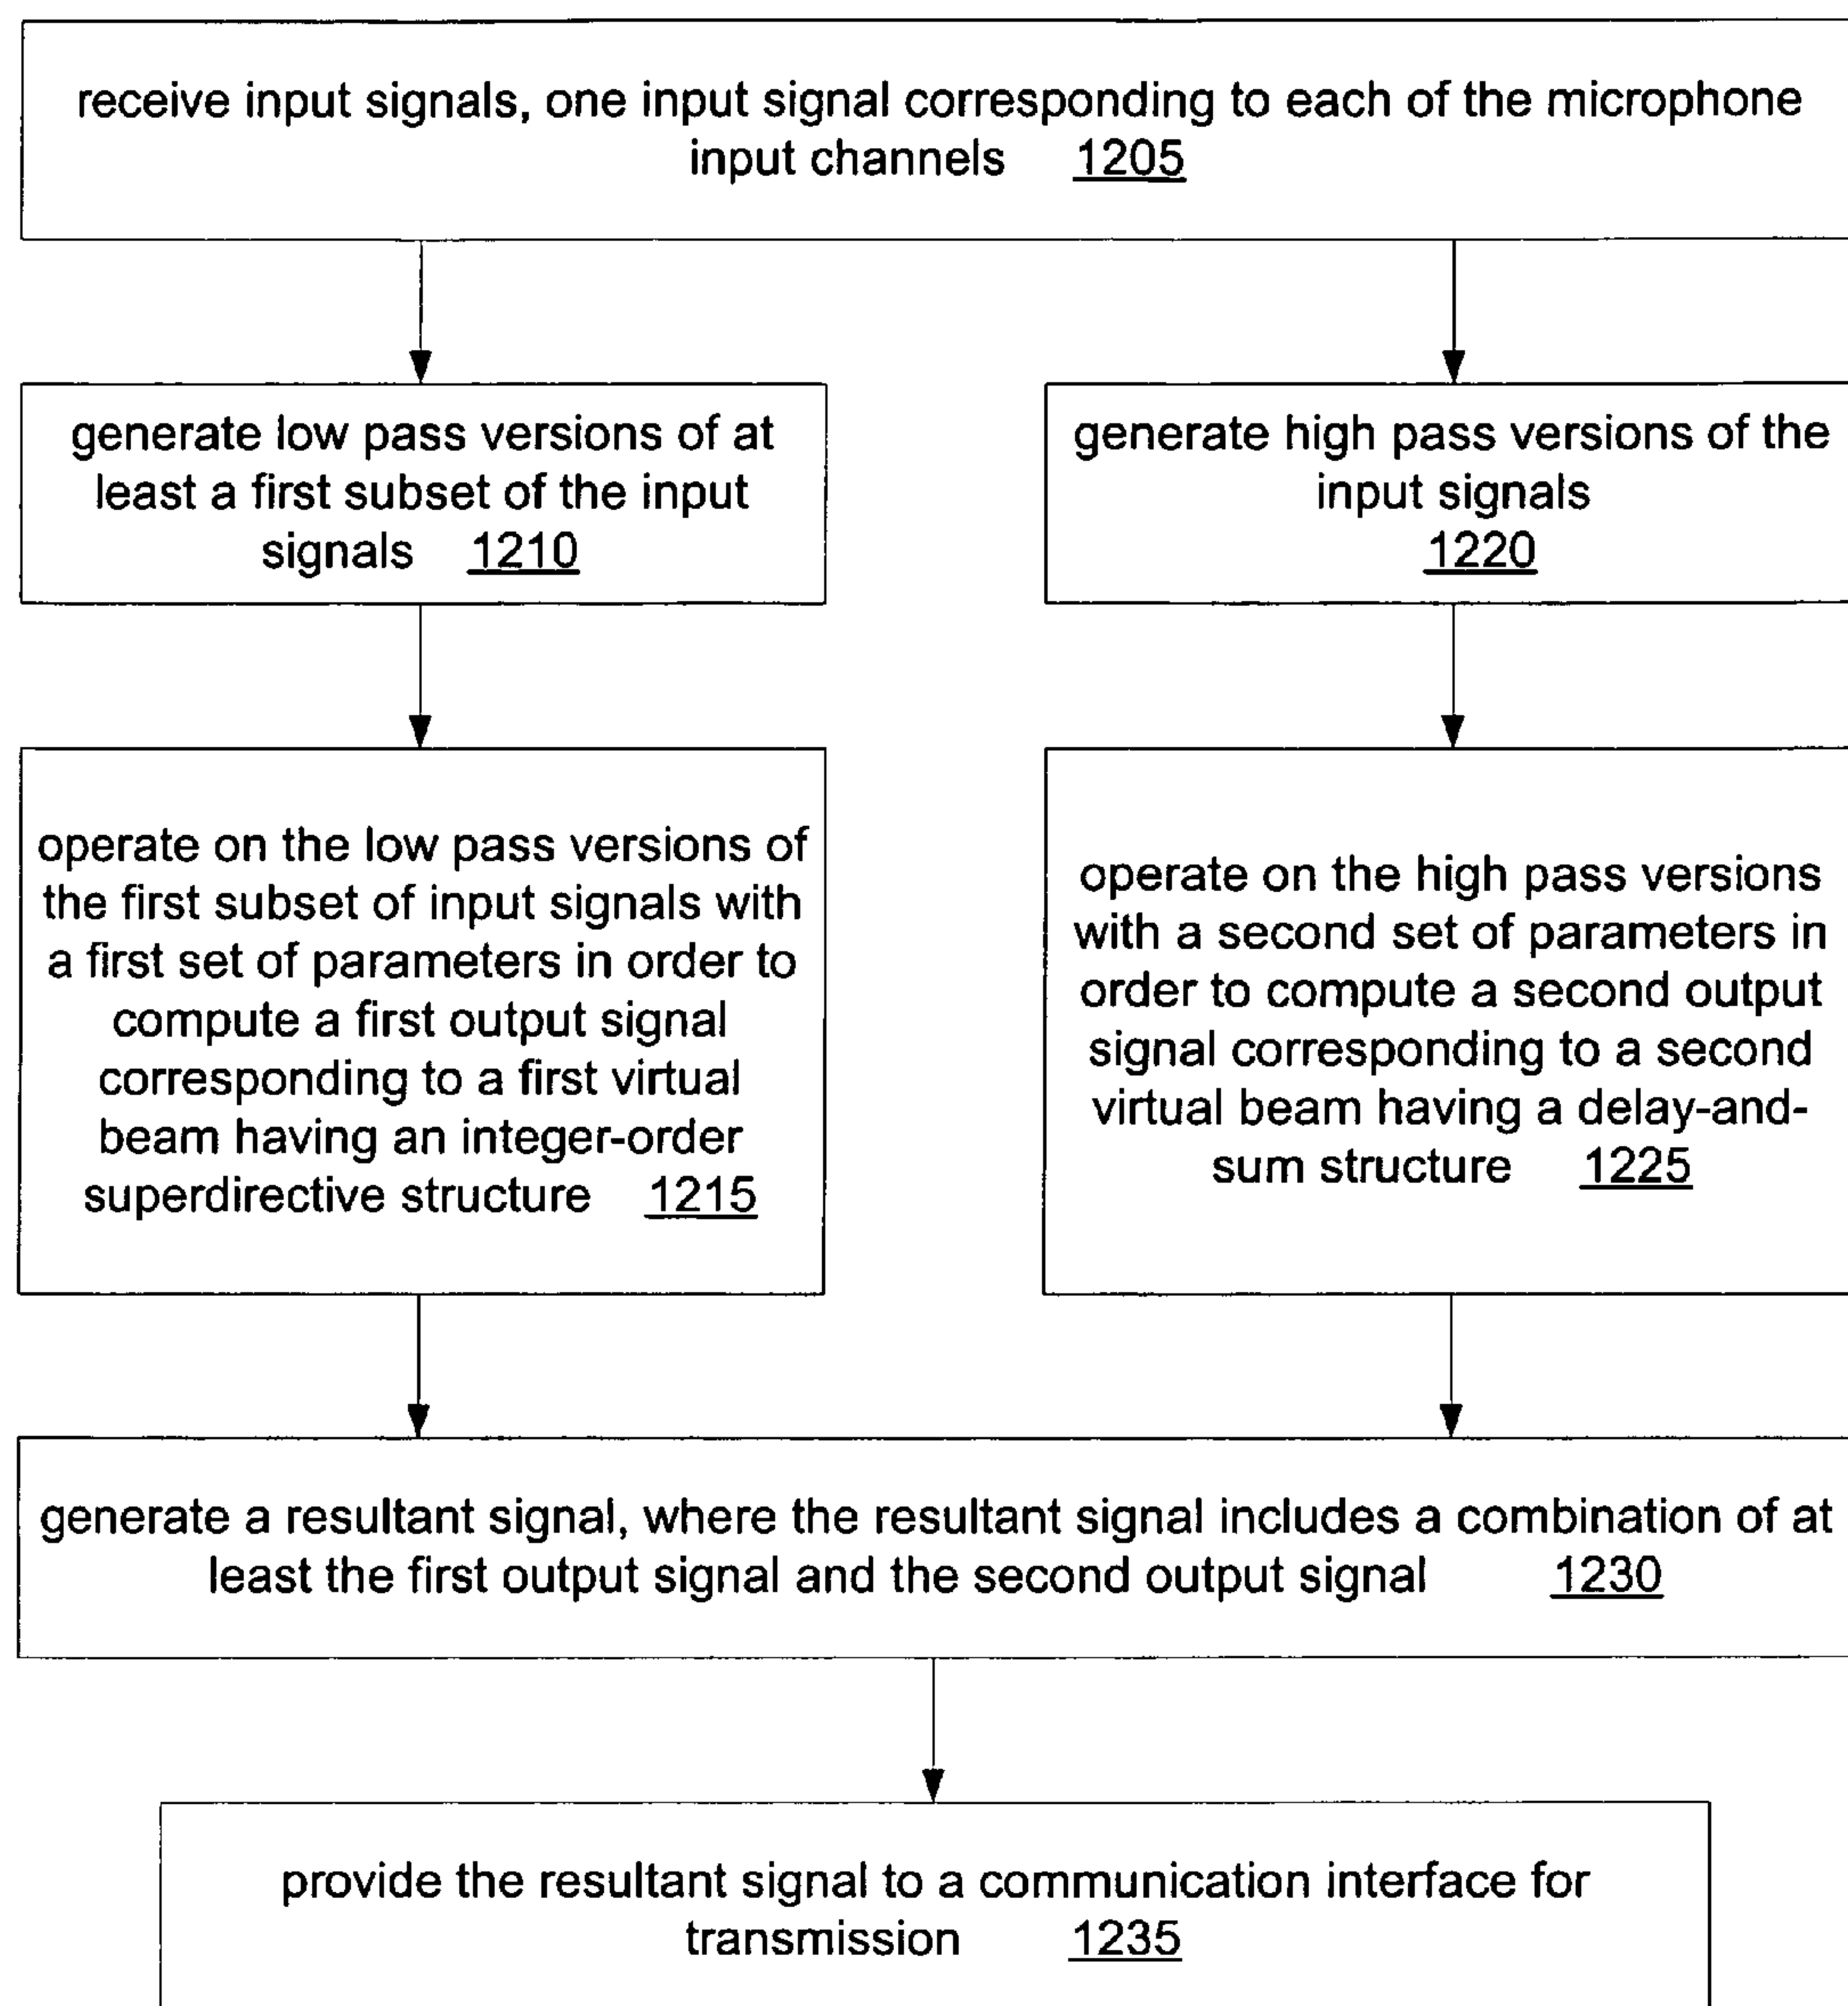 receive input signals, one input signal corresponding to each of the microphone
input channels 1205
generate low pass versions of at
least a first subset of the input
signals 1210
generate high pass versions of the
input signals
1220
operate on the low pass versions of
the first subset of input signals with
a first set of parameters in order to
compute a first output signal
corresponding to a first virtual
beam having an integer-order
superdirective structure 1215
operate on the high pass versions
with a second set of parameters in
order to compute a second output
signal corresponding to a second
virtual beam having a delay-and-
sum structure 1225
generate a resultant signal, where the resultant signal includes a combination of at
least the first output signal and the second output signal 1230
provide the resultant signal to a communication interface for
transmission 1235